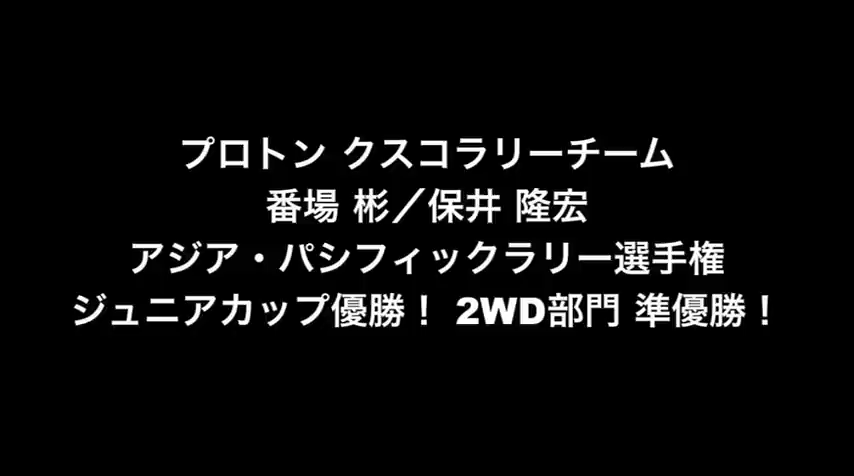 プロトン クスコラリーチーム
番場 彬／保井 隆宏
アジア・パシフィックラリー選手権
ジュニアカップ優勝！ 2WD部門 準優勝！